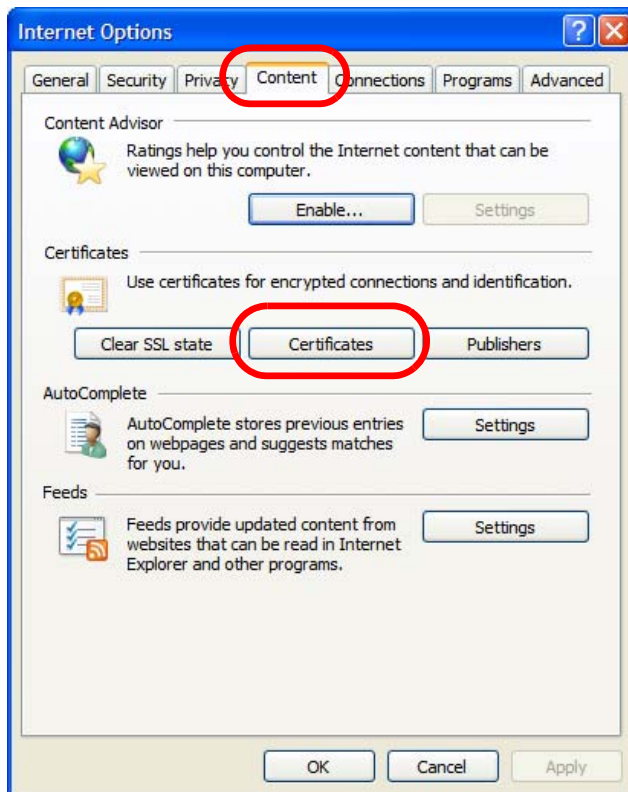 Internet Options
General Security Privacy Content Connections Programs Advanced
Content Advisor
Ratings help you control the Internet content that can be
viewed on this computer.
Enable... Settings
Certificates
Use certificates for encrypted connections and identification.
Clear SSL state Certificates Publishers
AutoComplete
AutoComplete stores previous entries
on webpages and suggests matches
for you.
Settings
Feeds
Feeds provide updated content from
websites that can be read in Internet
Explorer and other programs.
Settings
OK Cancel Apply